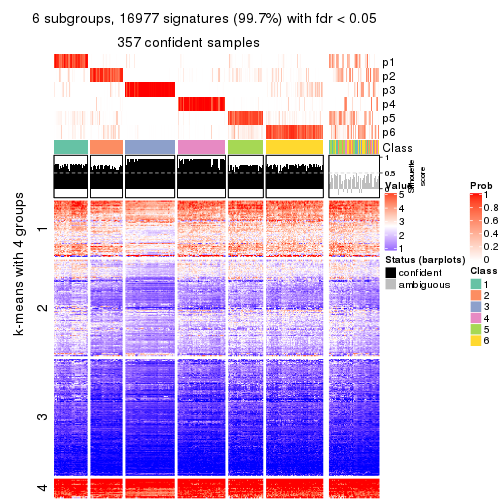 6 subgroups, 16977 signatures (99.7%) with fdr < 0.05
357 confident samples
p1
p2
p3
p4
p5
p6
Class
1
0.5
0
Silhouette
score
k-means with 4 groups
1
2
3
4
Value
5
4
3
2
1
Status (barplots)
confident
ambiguous
Prob
1
0.8
0.6
0.4
0.2
0
Class
1
2
3
4
5
6